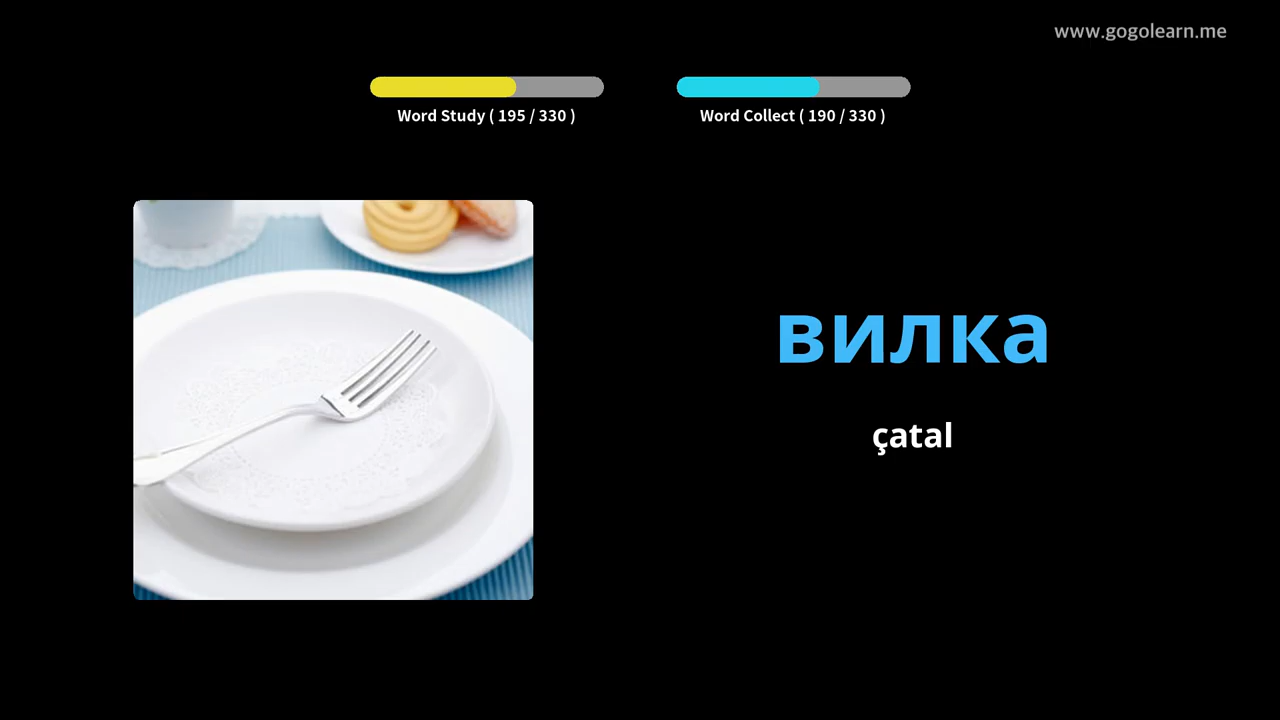 www.gogolearn.me
Word Study ( 195 / 330 )
Word Collect ( 190 / 330 )
вилка
çatal